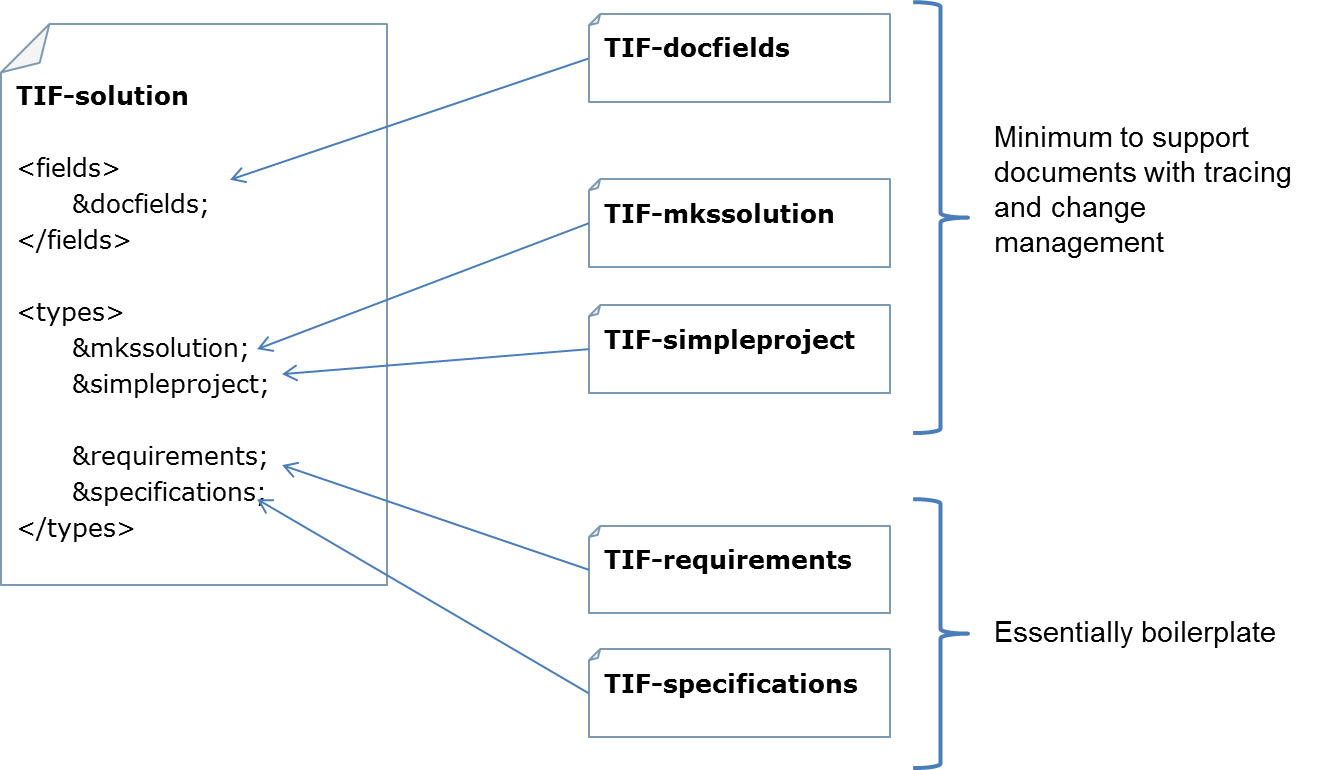 TIF-solution
<fields>
&docfields;
</fields>
<types>
&mkssolution;
&simpleproject;
&requirements;
&specifications;
</types>
TIF-docfields
TIF-mkssolution
TIF-simpleproject
TIF-requirements
TIF-specifications
Minimum to support
documents with tracing
and change
management
Essentially boilerplate